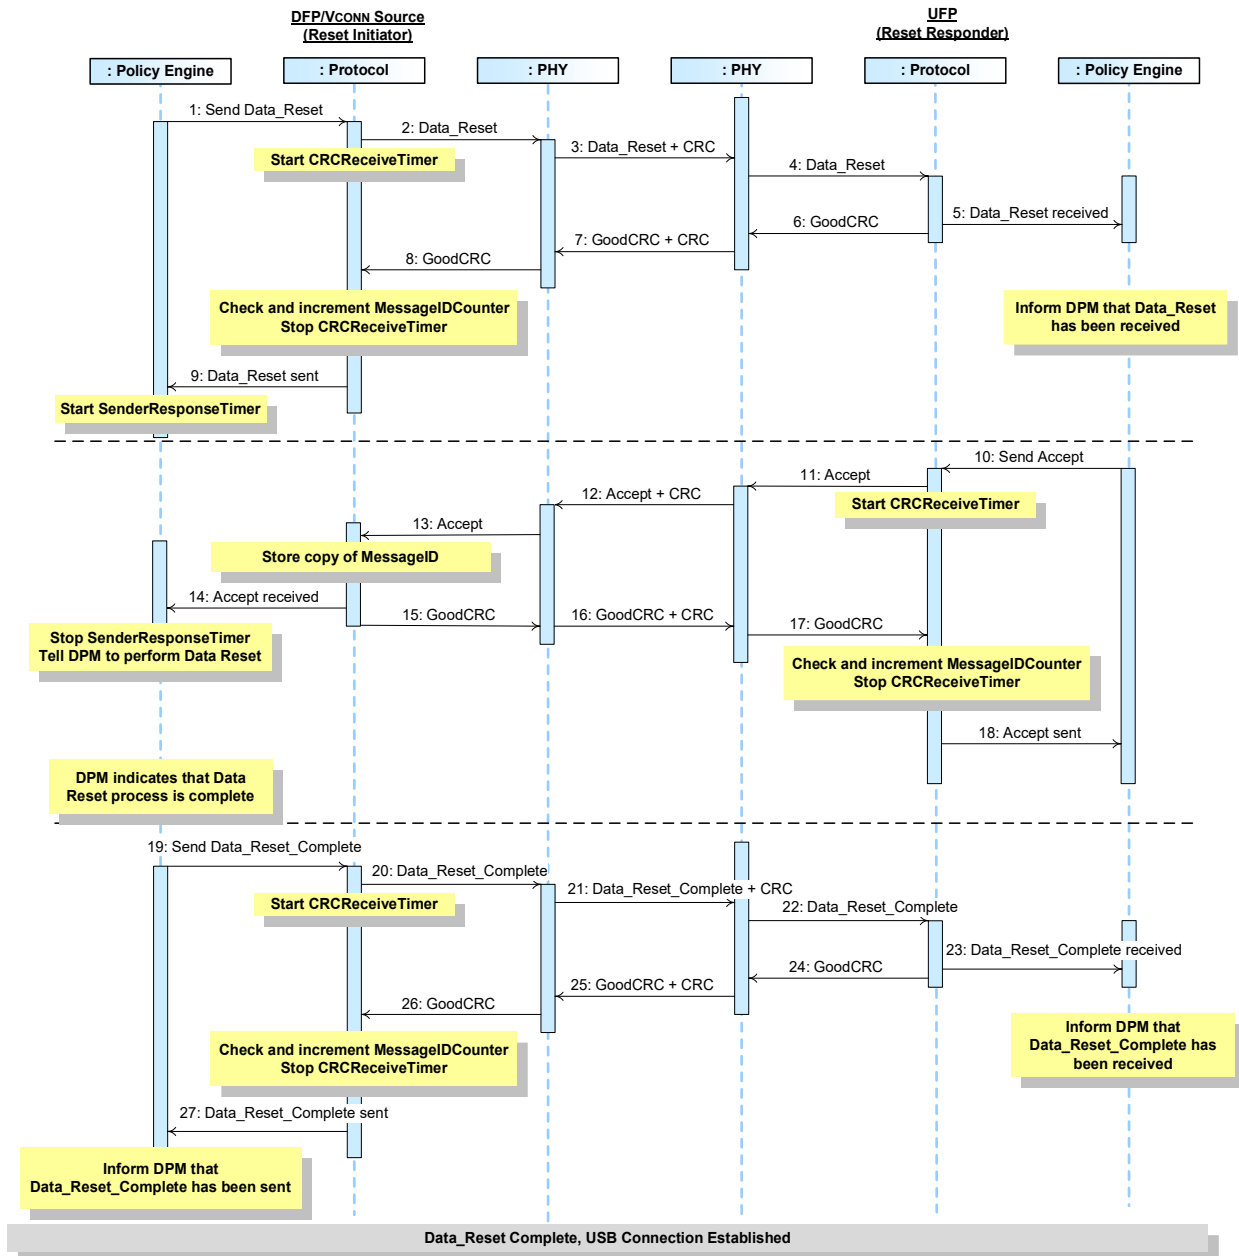 DFP/VCONN Source
(Reset Initiator)
UFP
(Reset Responder)
: Policy Engine
: Protocol
: PHY
: PHY
: Protocol
: Policy Engine
1: Send Data_Reset
2: Data_Reset
Start CRCReceiveTimer
3: Data_Reset + CRC
4: Data_Reset
5: Data_Reset received
6: GoodCRC
7: GoodCRC + CRC
8: GoodCRC
Check and increment MessageIDCounter
Stop CRCReceiveTimer
Inform DPM that Data_Reset
has been received
9: Data_Reset sent
Start SenderResponseTimer
10: Send Accept
11: Accept
Start CRCReceiveTimer
12: Accept + CRC
13: Accept
Store copy of MessageID
14: Accept received
15: GoodCRC
16: GoodCRC + CRC
17: GoodCRC
Stop SenderResponseTimer
Tell DPM to perform Data Reset
Check and increment MessageIDCounter
Stop CRCReceiveTimer
18: Accept sent
DPM indicates that Data
Reset process is complete
19: Send Data_Reset_Complete
20: Data_Reset_Complete
Start CRCReceiveTimer
21: Data_Reset_Complete + CRC
22: Data_Reset_Complete
23: Data_Reset_Complete received
24: GoodCRC
25: GoodCRC + CRC
26: GoodCRC
Check and increment MessageIDCounter
Stop CRCReceiveTimer
Inform DPM that
Data_Reset_Complete has
been received
27: Data_Reset_Complete sent
Inform DPM that
Data_Reset_Complete has been sent
Data_Reset Complete, USB Connection Established